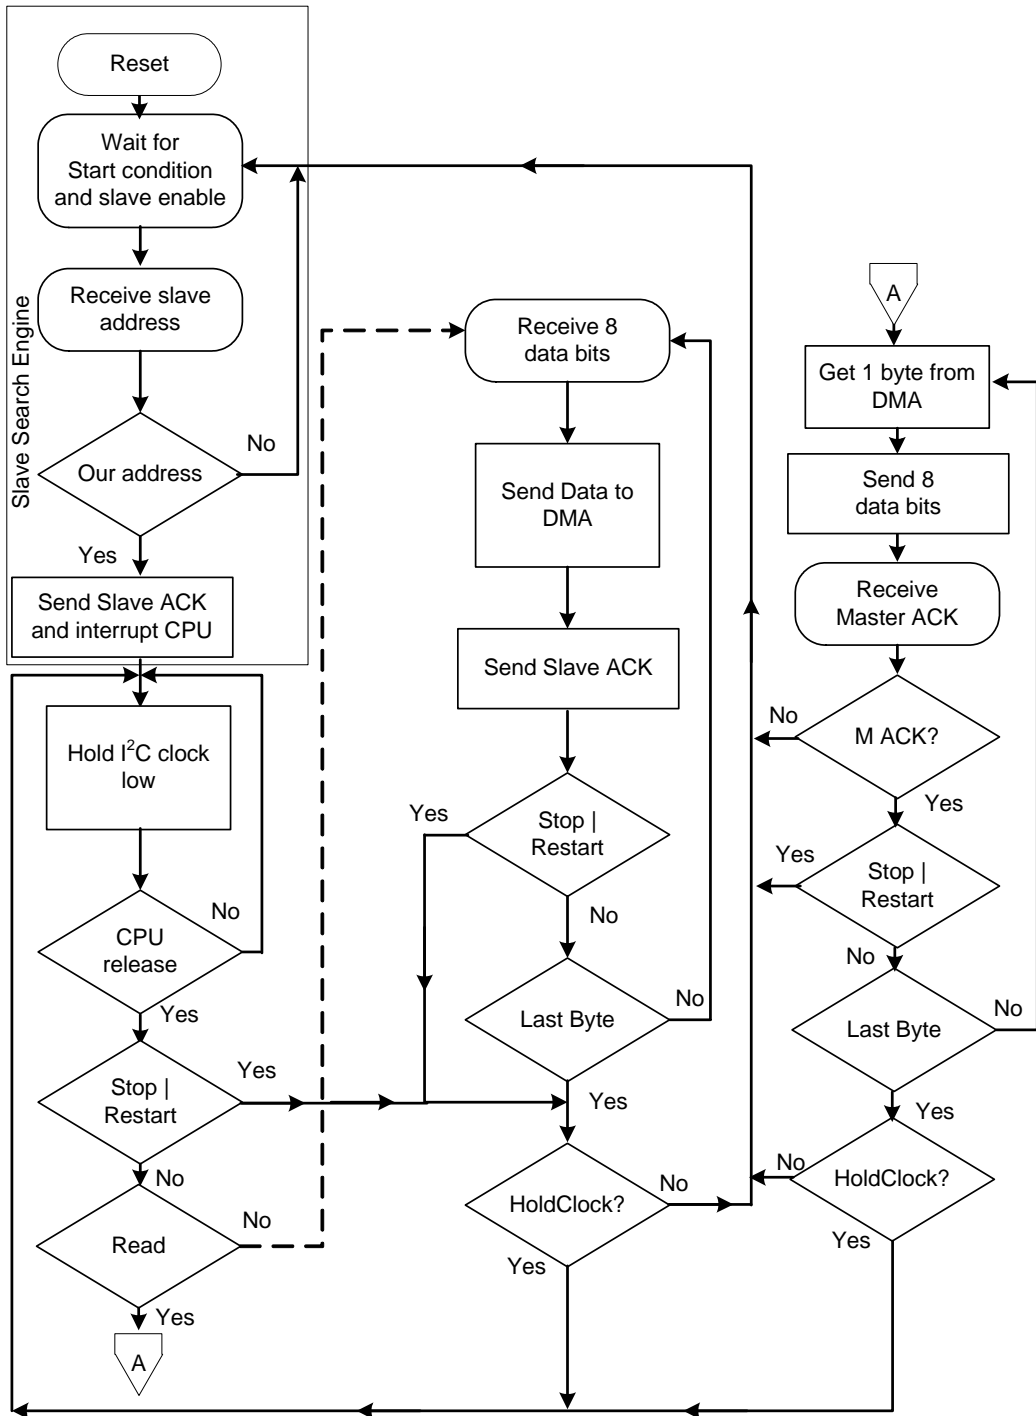 Slave Search Engine
Reset
Wait for
Start condition
and slave enable
Receive slave
address
Our address
No
Yes
Send Slave ACK
and interrupt CPU
Hold I²C clock
low
CPU
release
No
Yes
Stop |
Restart
Yes
No
Read
No
Yes
A
Receive 8
data bits
Send Data to
DMA
Send Slave ACK
Stop |
Restart
Yes
No
Last Byte
No
Yes
HoldClock?
No
Yes
A
Get 1 byte from
DMA
Send 8
data bits
Receive
Master ACK
M ACK?
No
Yes
Stop |
Restart
Yes
No
Last Byte
No
Yes
HoldClock?
No
Yes